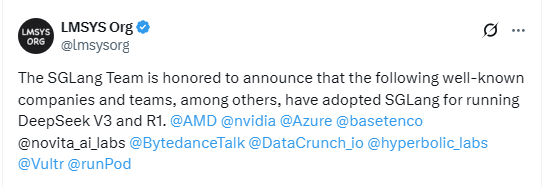 LMSYS
ORG
LMSYS Org
@lmsysorg
The SGLang Team is honored to announce that the following well-known
companies and teams, among others, have adopted SGLang for running
DeepSeek V3 and R1. @AMD @nvidia @Azure @basetenco
@novita_ai_labs @BytedanceTalk @DataCrunch_io @hyperbolic_labs
@Vultr @runPod